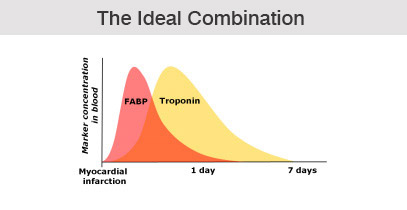 The Ideal Combination
Marker concentration
in blood
FABP
Troponin
Myocardial
infarction
1 day
7 days